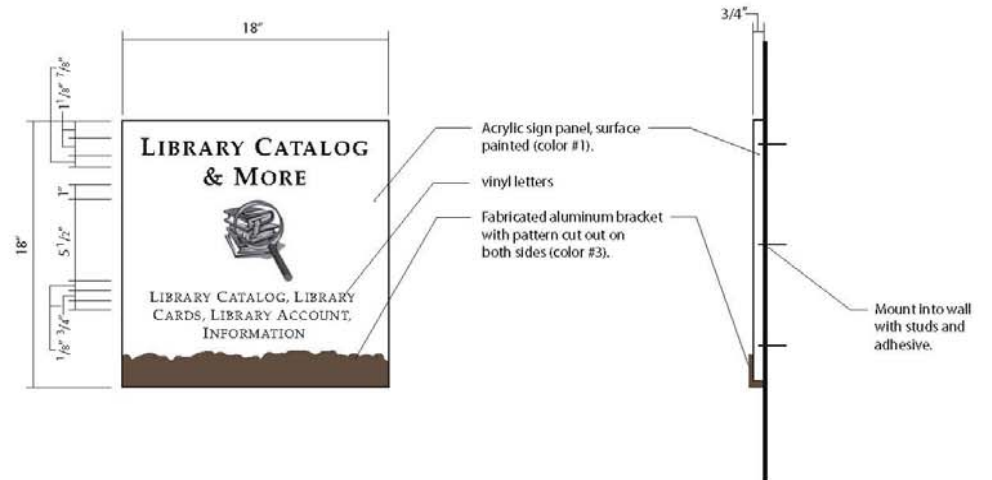 18"
3/4"
1 1/8" 7/8"
1"
5 1/2"
18"
1/8" 3/4"
LIBRARY CATALOG
& MORE
LIBRARY CATALOG, LIBRARY
CARDS, LIBRARY ACCOUNT,
INFORMATION
Acrylic sign panel, surface
painted (color #1).
vinyl letters
Fabricated aluminum bracket
with pattern cut out on
both sides (color #3).
Mount into wall
with studs and
adhesive.